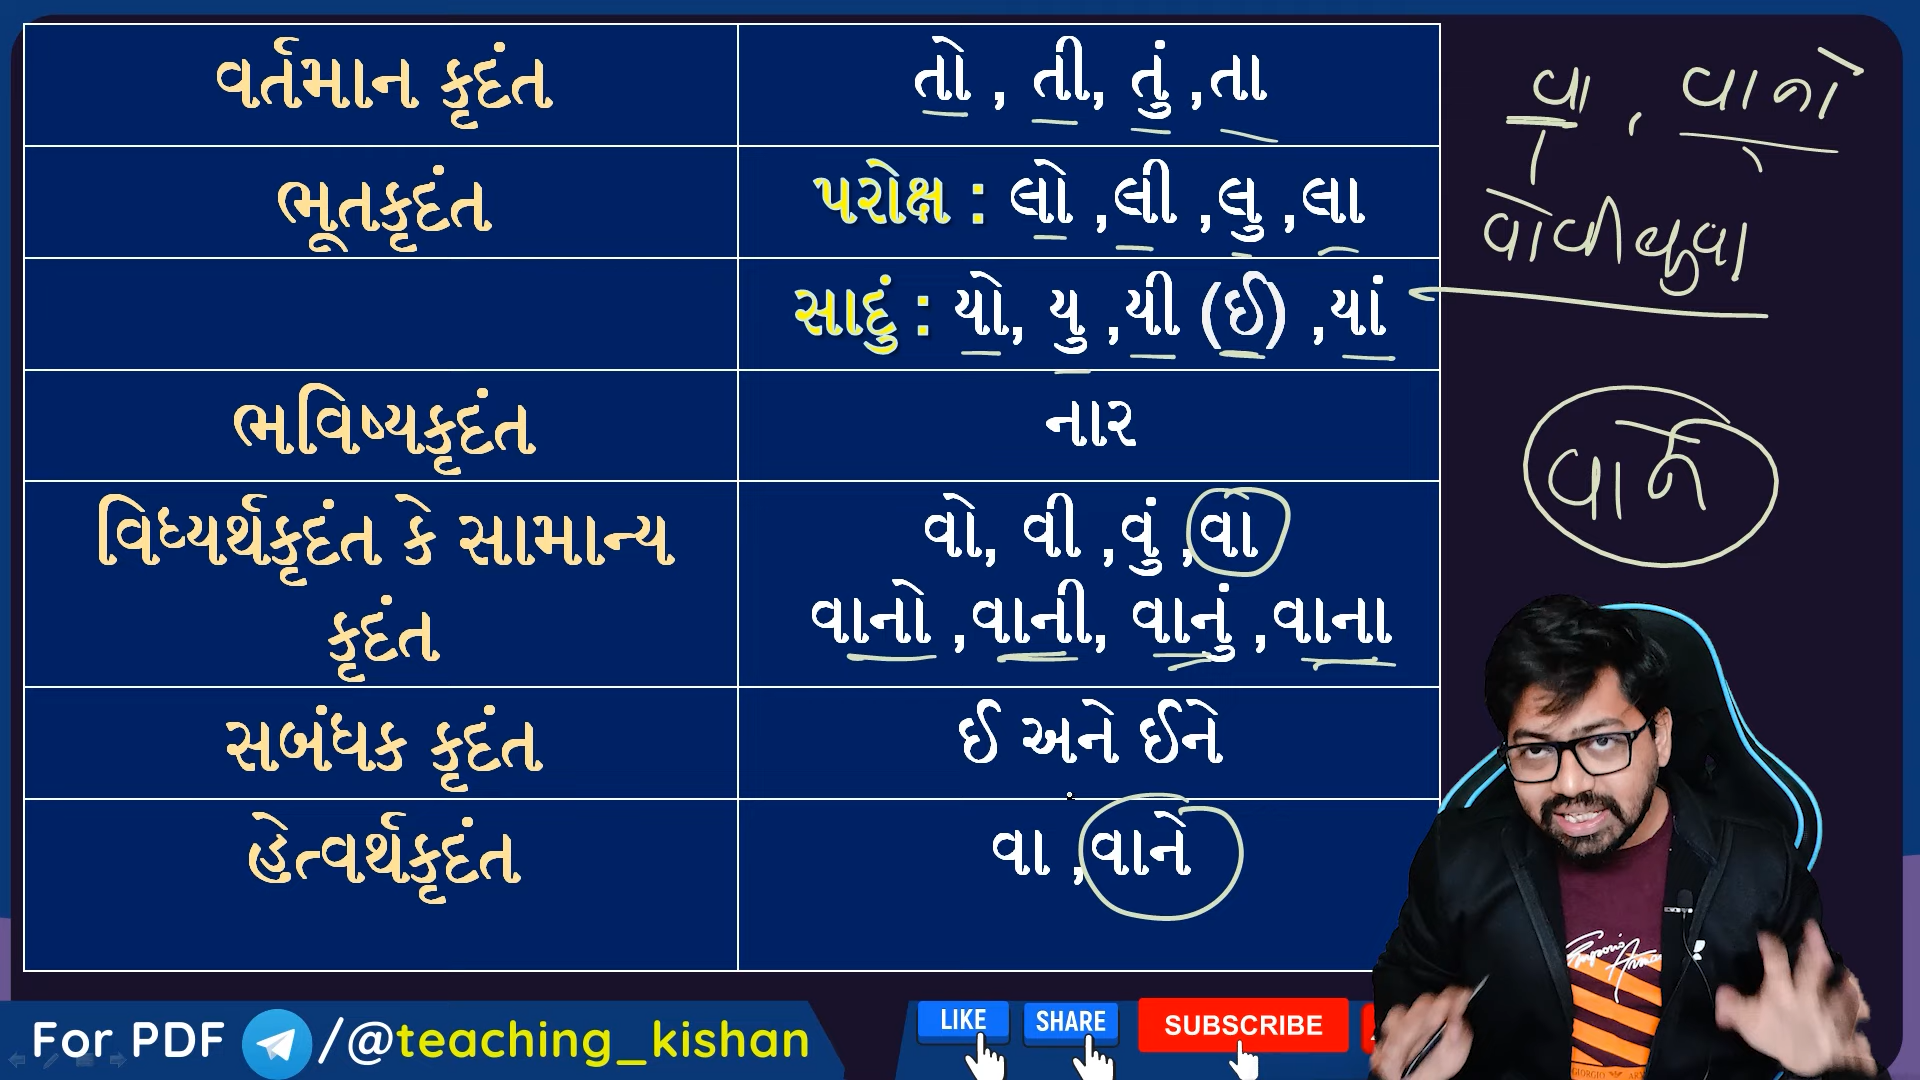 વર્તમાન કૃદંત
તો , તી, તું ,તા
ભૂતકૃદંત
પરોક્ષ : લો ,લી ,લુ ,લા
સાદું : યો, યુ ,યી (ઈ) ,યાં
ભવિષ્યકૃદંત
નાર
વિધ્યર્થકૃદંત કે સામાન્ય
કૃદંત
વો, વી ,વું ,વા
વાનો ,વાની, વાનું ,વાના
સબંધક કૃદંત
ઈ અને ઈને
હેત્વર્થકૃદંત
વા ,વાને
વા , વાનો
વોવીવુવા
વાને
For PDF /@teaching_kishan
LIKE SHARE SUBSCRIBE